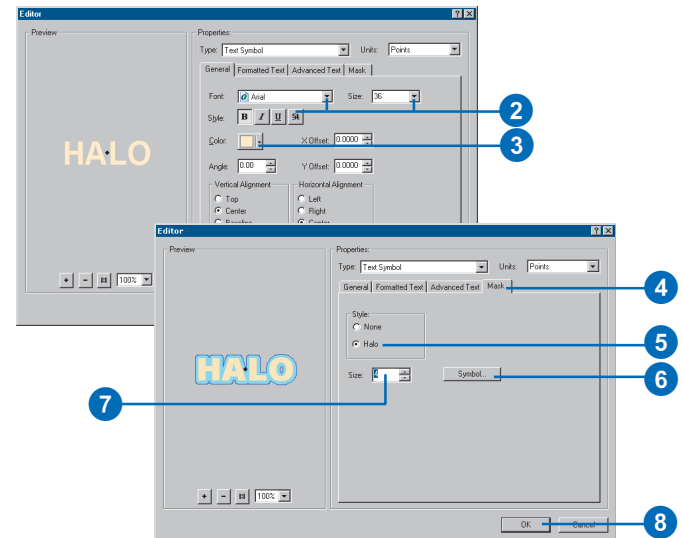 Editor
Preview
Properties:
Type: Text Symbol Units: Points
General Formatted Text Advanced Text Mask
Font: Arial Size: 36
Style: B I U St
2
Color: X Offset: 0.0000
3
HALO
Angle: 0.00 Y Offset: 0.0000
Vertical Alignment Horizontal Alignment
Top Left
Center Right
Baseline Center
+ - 100%
Editor
Preview
Properties:
Type: Text Symbol Units: Points
General Formatted Text Advanced Text Mask
4
Style:
None
Halo
5
HALO
Size: Symbol...
6
7
+ - 100%
OK Cancel
8